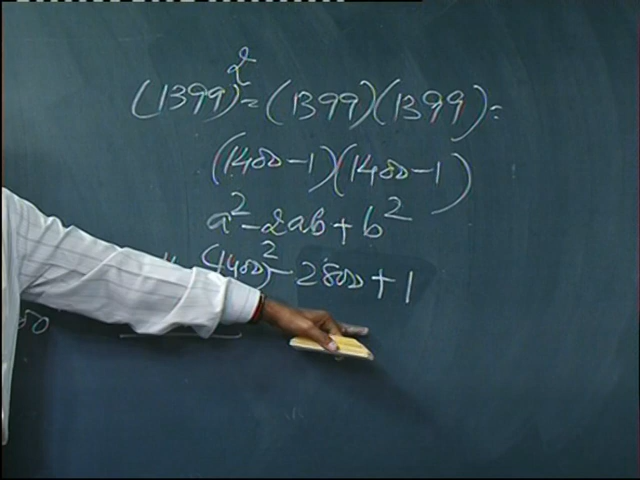 (1399)² = (1399)(1399) =
(1400-1)(1400-1)
a² - 2ab + b²
(1400)² - 2800 + 1